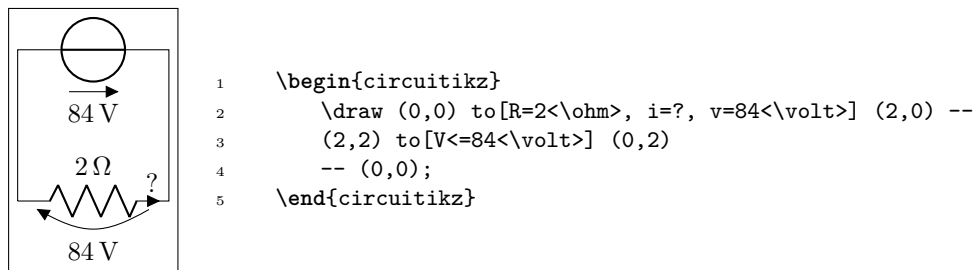 84 V
2 Ω
?
84 V
1 \begin{circuitikz}
2 \draw (0,0) to[R=2<\ohm>, i=?, v=84<\volt>] (2,0) --
3 (2,2) to[V<=84<\volt>] (0,2)
4 -- (0,0);
5 \end{circuitikz}